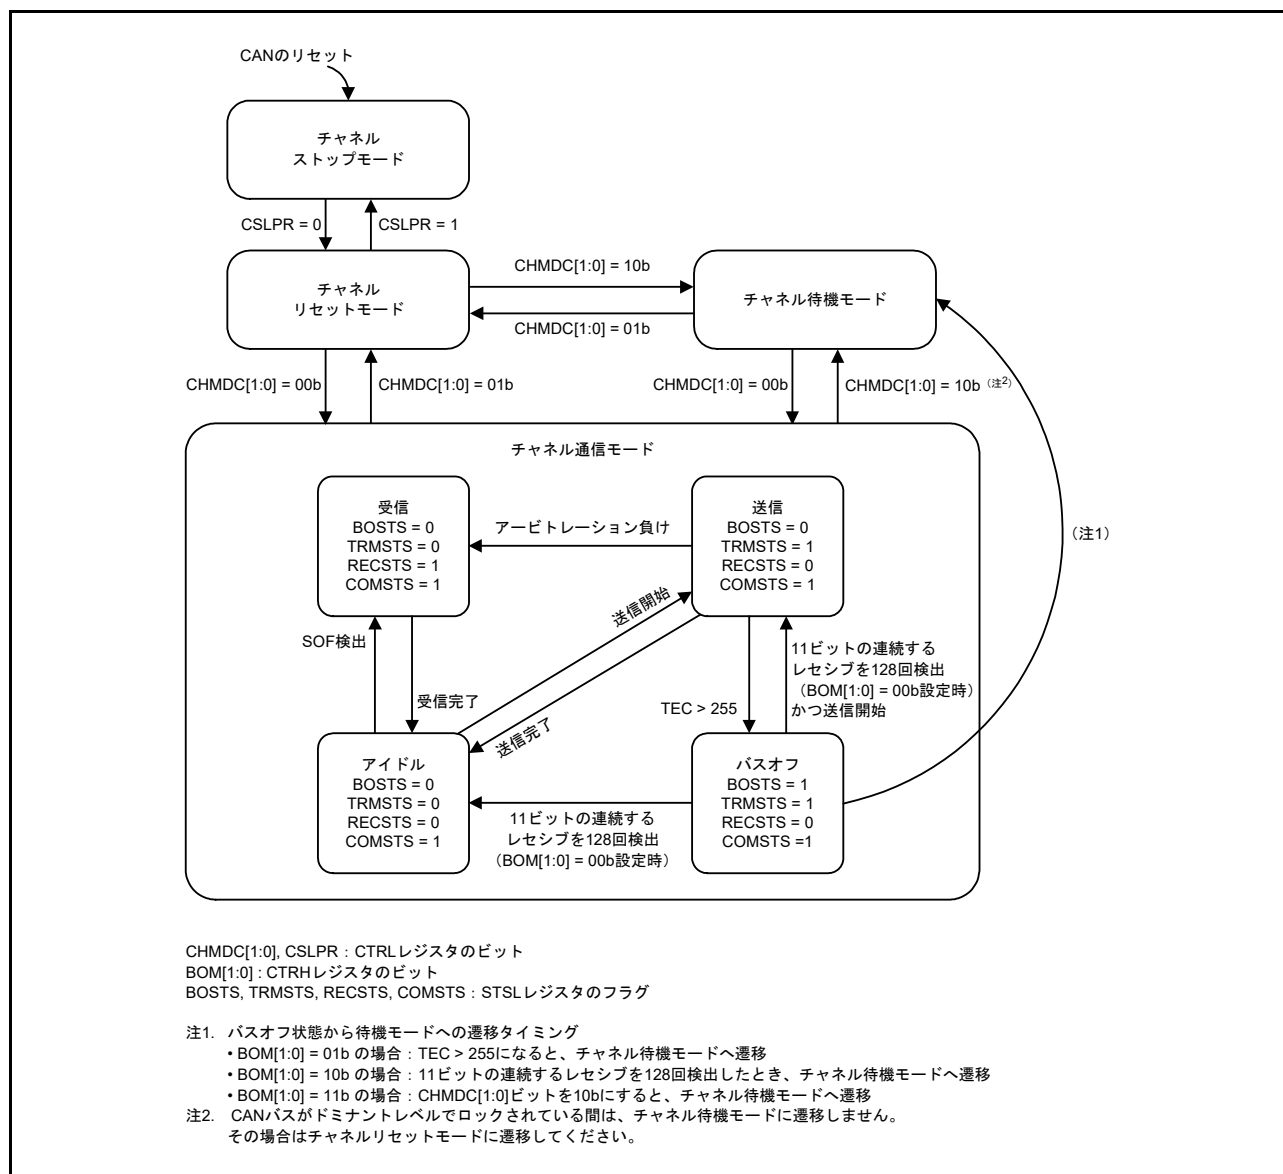 CANのリセット
チャネル
ストップモード
CSLPR = 0
CSLPR = 1
チャネル
リセットモード
CHMDC[1:0] = 10b
CHMDC[1:0] = 01b
チャネル待機モード
CHMDC[1:0] = 00b
CHMDC[1:0] = 01b
CHMDC[1:0] = 00b
CHMDC[1:0] = 10b（注2）
チャネル通信モード
受信
BOSTS = 0
TRMSTS = 0
RECSTS = 1
COMSTS = 1
アービトレーション負け
送信
BOSTS = 0
TRMSTS = 1
RECSTS = 0
COMSTS = 1
（注1）
SOF検出
受信完了
送信開始
送信完了
TEC > 255
11ビットの連続する
レセシブを128回検出
（BOM[1:0] = 00b設定時）
かつ送信開始
アイドル
BOSTS = 0
TRMSTS = 0
RECSTS = 0
COMSTS = 1
11ビットの連続する
レセシブを128回検出
（BOM[1:0] = 00b設定時）
バスオフ
BOSTS = 1
TRMSTS = 1
RECSTS = 0
COMSTS =1
CHMDC[1:0], CSLPR : CTRLレジスタのビット
BOM[1:0] : CTRHレジスタのビット
BOSTS, TRMSTS, RECSTS, COMSTS : STSLレジスタのフラグ
注1. バスオフ状態から待機モードへの遷移タイミング
• BOM[1:0] = 01b の場合 : TEC > 255になると、チャネル待機モードへ遷移
• BOM[1:0] = 10b の場合 : 11ビットの連続するレセシブを128回検出したとき、チャネル待機モードへ遷移
• BOM[1:0] = 11b の場合 : CHMDC[1:0]ビットを10bにすると、チャネル待機モードへ遷移
注2. CANバスがドミナントレベルでロックされている間は、チャネル待機モードに遷移しません。
その場合はチャネルリセットモードに遷移してください。